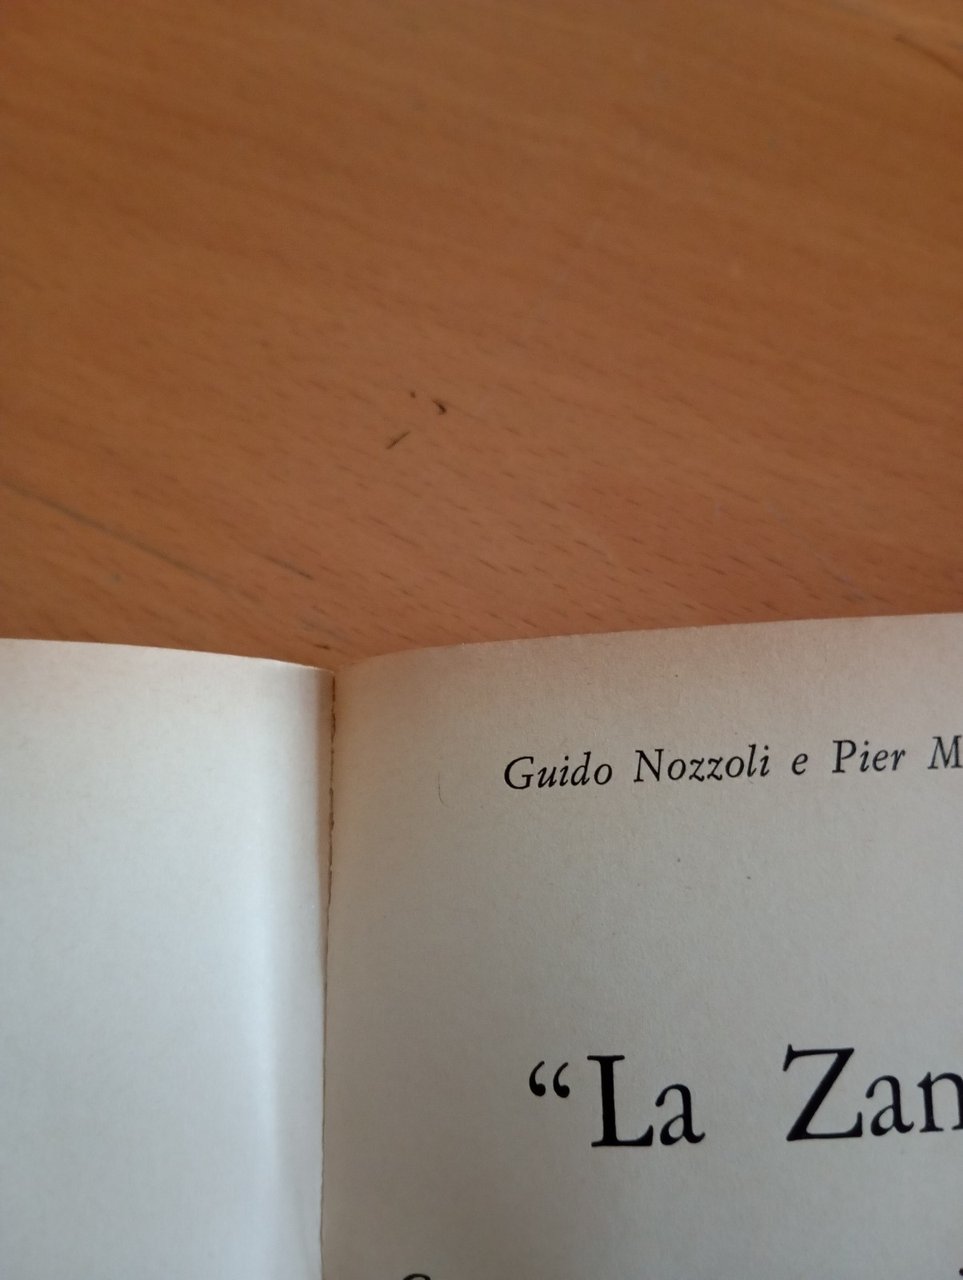 Guido Nozzoli e Pier M
“La Zan